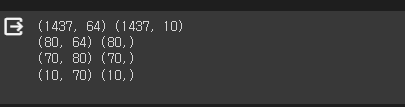 (1437, 64) (1437, 10)
(80, 64) (80,)
(70, 80) (70,)
(10, 70) (10,)